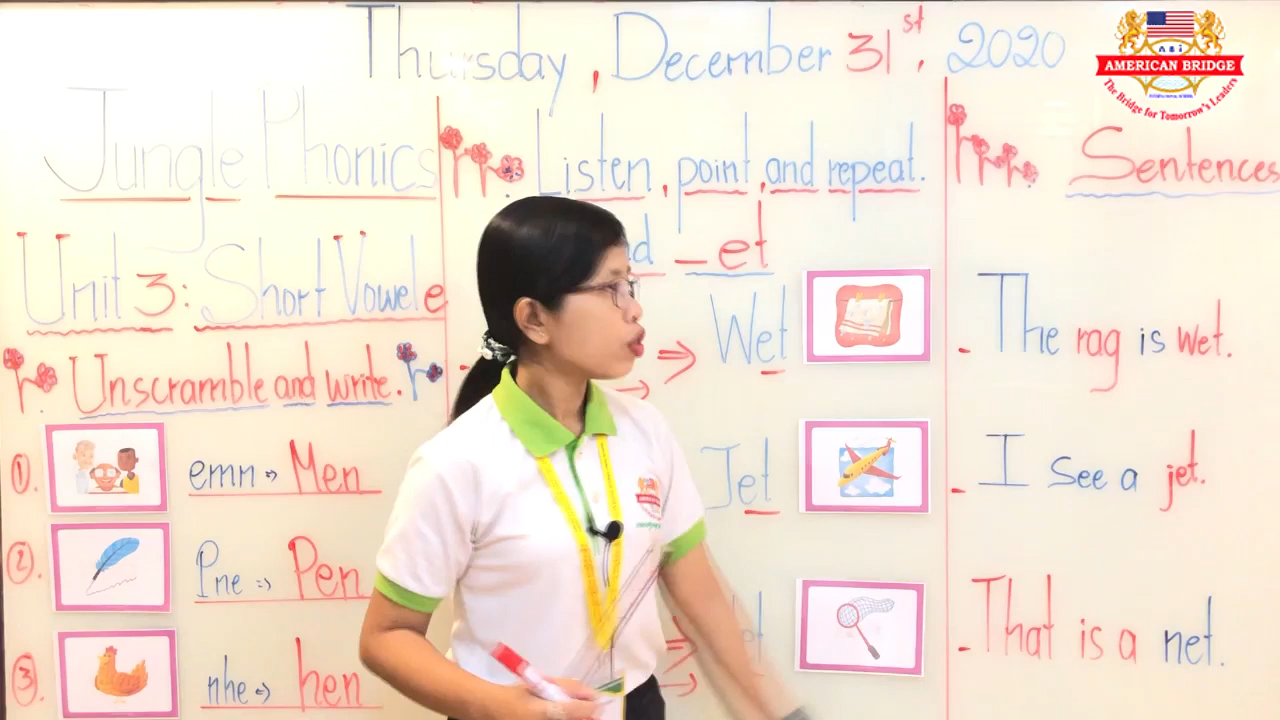 Thursday, December 31st, 2020
AMERICAN BRIDGE
The Bridge for Tomorrow's Leaders
Jungle Phonics
Unit 3: Short Vowel e
Unscramble and write.
1. emn => Men
2. Pne => Pen
3. nhe => hen
Listen, point, and repeat.
_et
=> Wet
Jet
Sentences
- The rag is wet.
- I see a jet.
- That is a net.